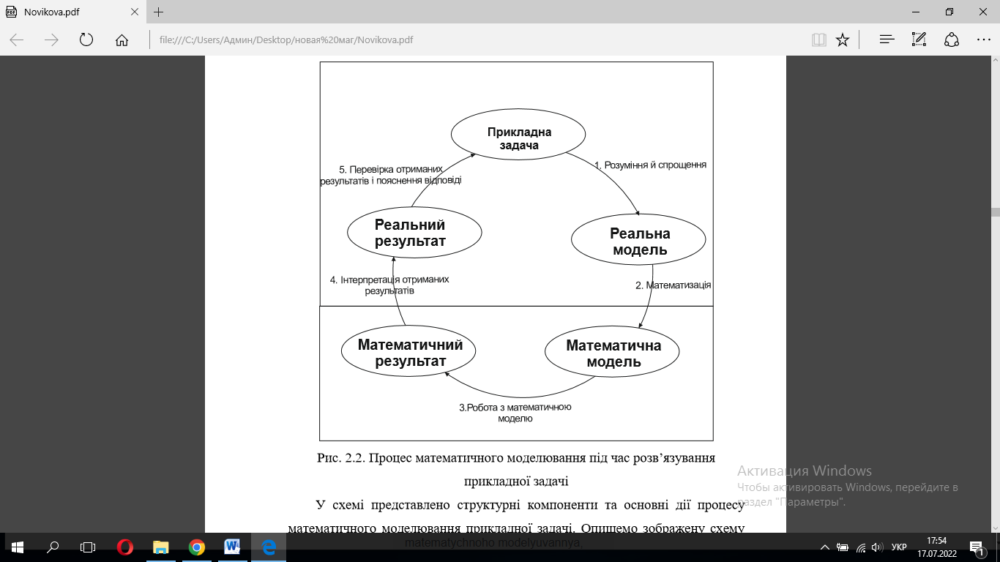 Novikova.pdf
file:///C:/Users/Админ/Desktop/новая%20маг/Novikova.pdf
Прикладна
задача
5. Перевірка отриманих
результатів і пояснення відповіді
1. Розуміння й спрощення
Реальний
результат
Реальна
модель
4. Інтерпретація отриманих
результатів
2. Математизація
Математичний
результат
Математична
модель
3.Робота з математичною
моделю
Рис. 2.2. Процес математичного моделювання під час розв’язування
прикладної задачі
Активация Windows
Чтобы активировать Windows, перейдите в
раздел "Параметры".
У схемі представлено структурні компоненти та основні дії процесу
математичного моделювання прикладної задачі. Опишемо зображену схему
matematychnoho modelyuvannya,
УКР
17:54
17.07.2022
1